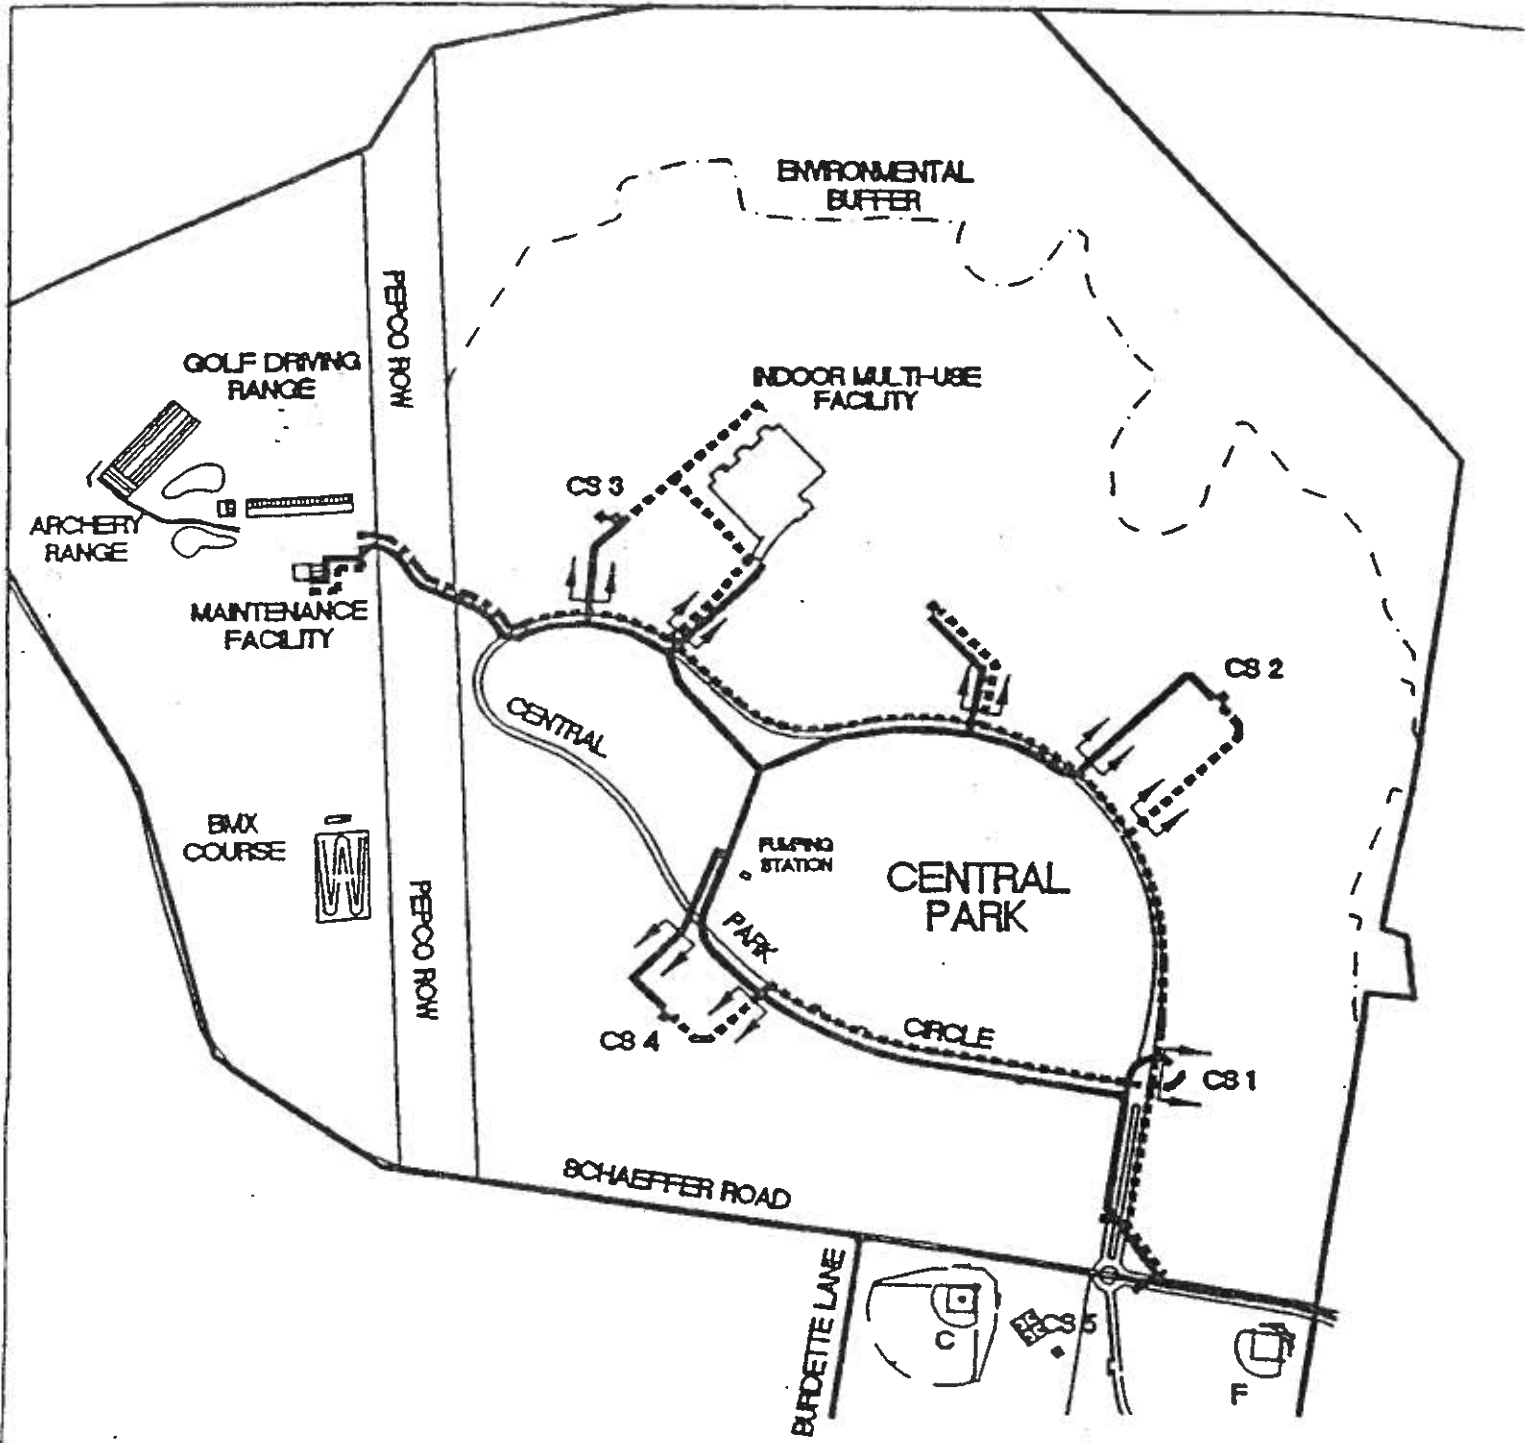 ENVIRONMENTAL
BUFFER
PEPCO ROW
GOLF DRIVING
RANGE
INDOOR MULTI-USE
FACILITY
CS 3
ARCHERY
RANGE
MAINTENANCE
FACILITY
CS 2
CENTRAL
BMX
COURSE
PUMPING
STATION
CENTRAL
PARK
PEPCO ROW
PARK
CIRCLE
CS 4
CS 1
SCHAEFFER ROAD
BURDETTE LANE
C
CS 5
F